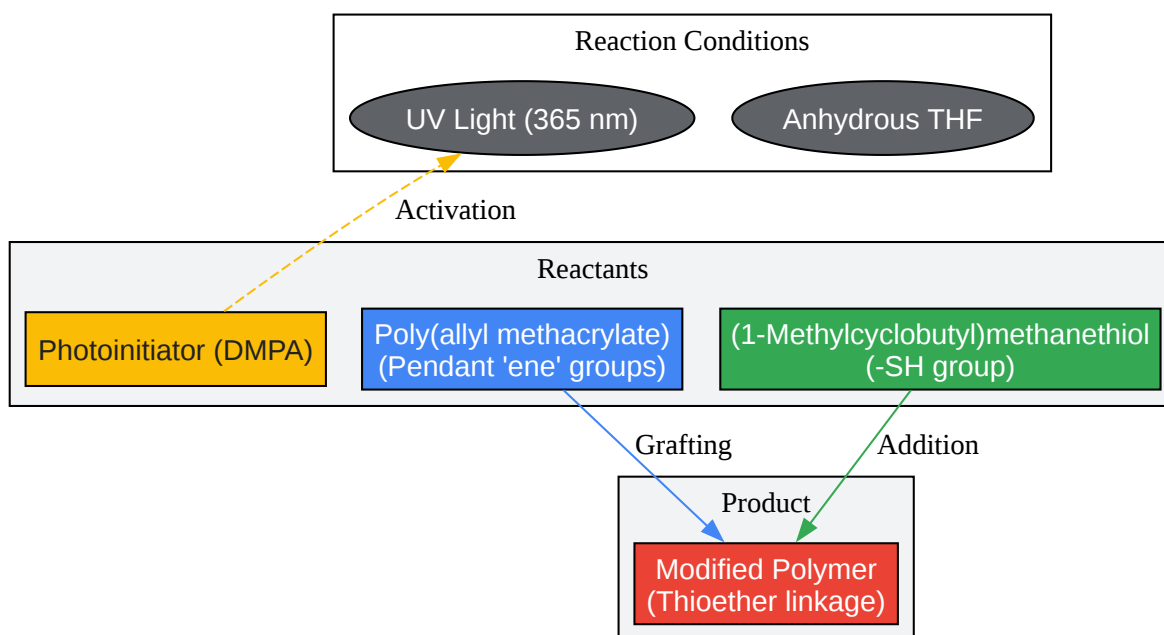 Reaction Conditions
UV Light (365 nm)
Anhydrous THF
Activation
Reactants
Photoinitiator (DMPA)
Poly(allyl methacrylate)
(Pendant 'ene' groups)
(1-Methylcyclobutyl)methanethiol
(-SH group)
Grafting
Addition
Product
Modified Polymer
(Thioether linkage)